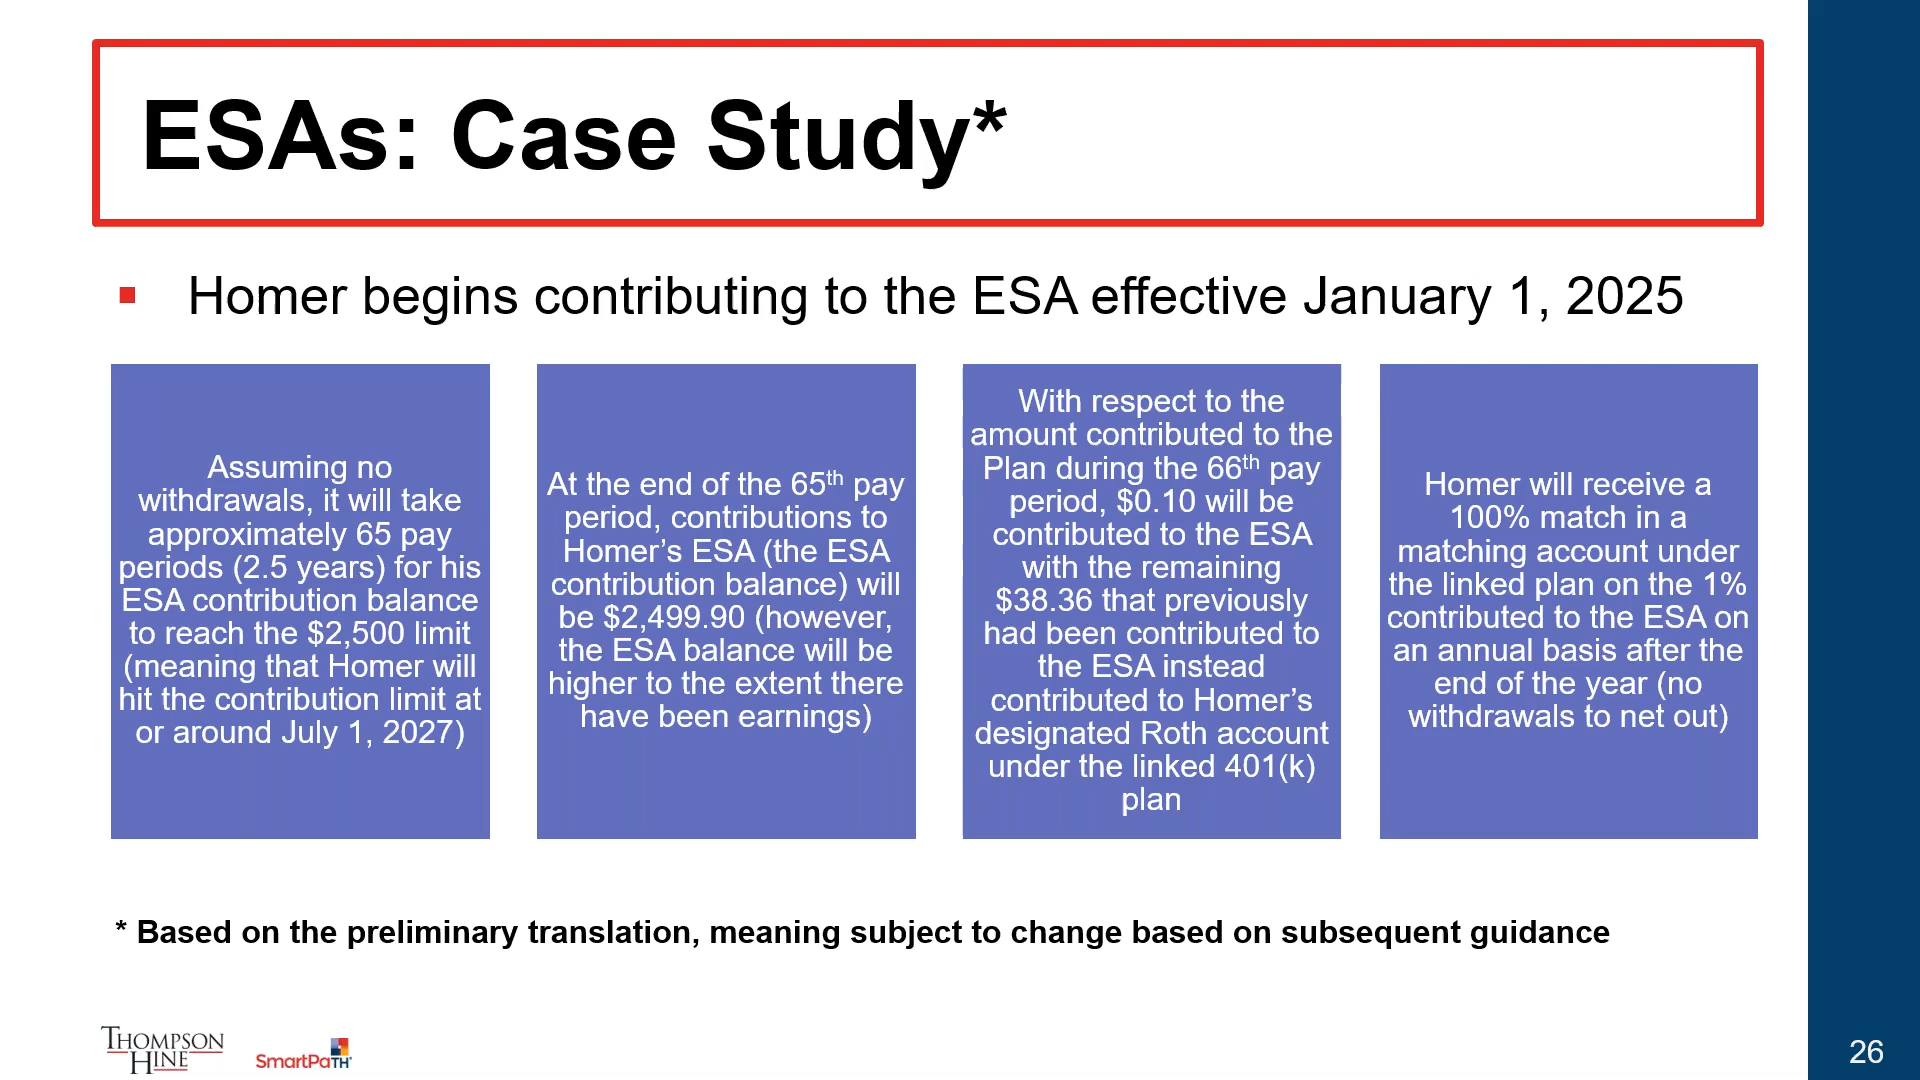 ESAs: Case Study*
▪ Homer begins contributing to the ESA effective January 1, 2025
Assuming no
withdrawals, it will take
approximately 65 pay
periods (2.5 years) for his
ESA contribution balance
to reach the $2,500 limit
(meaning that Homer will
hit the contribution limit at
or around July 1, 2027)
At the end of the 65th pay
period, contributions to
Homer’s ESA (the ESA
contribution balance) will
be $2,499.90 (however,
the ESA balance will be
higher to the extent there
have been earnings)
With respect to the
amount contributed to the
Plan during the 66th pay
period, $0.10 will be
contributed to the ESA
with the remaining
$38.36 that previously
had been contributed to
the ESA instead
contributed to Homer’s
designated Roth account
under the linked 401(k)
plan
Homer will receive a
100% match in a
matching account under
the linked plan on the 1%
contributed to the ESA on
an annual basis after the
end of the year (no
withdrawals to net out)
* Based on the preliminary translation, meaning subject to change based on subsequent guidance
THOMPSON
HINE
SmartPaTH
26